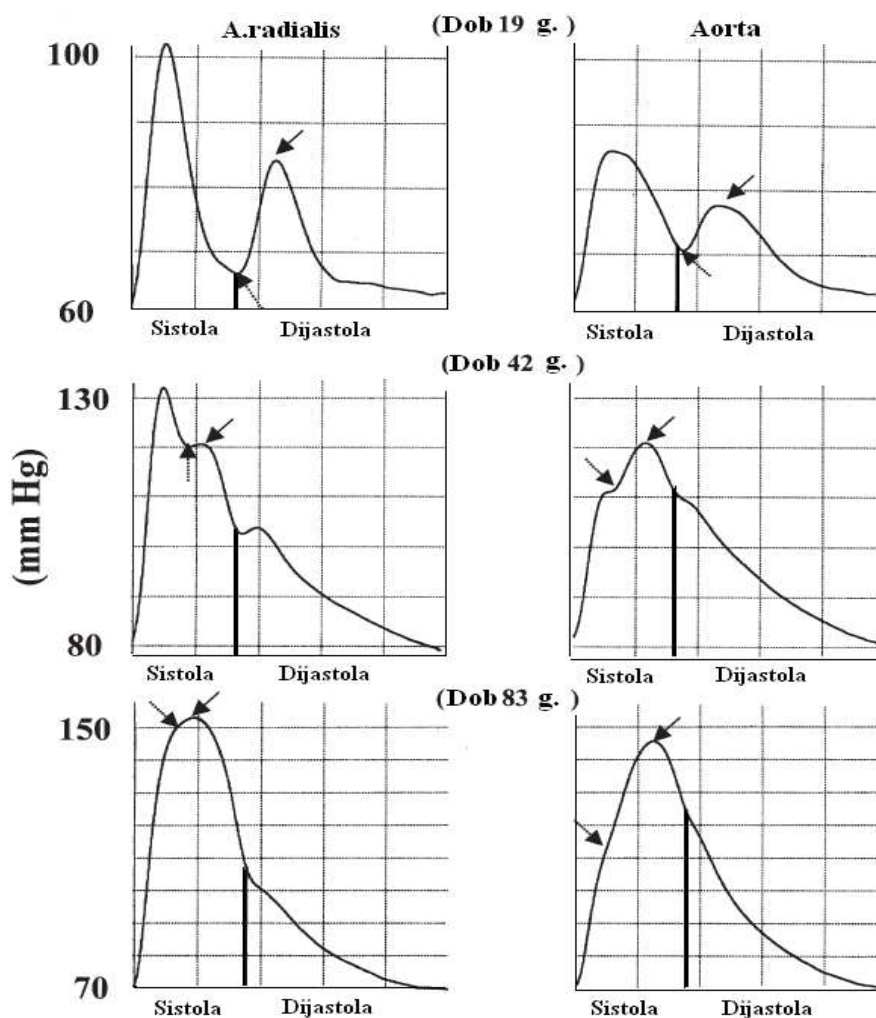 A.radialis (Dob 19 g. ) Aorta
100
60
Sistola Dijastola Sistola Dijastola
(Dob 42 g. )
130
(mm Hg)
80
Sistola Dijastola Sistola Dijastola
(Dob 83 g. )
150
70
Sistola Dijastola Sistola Dijastola